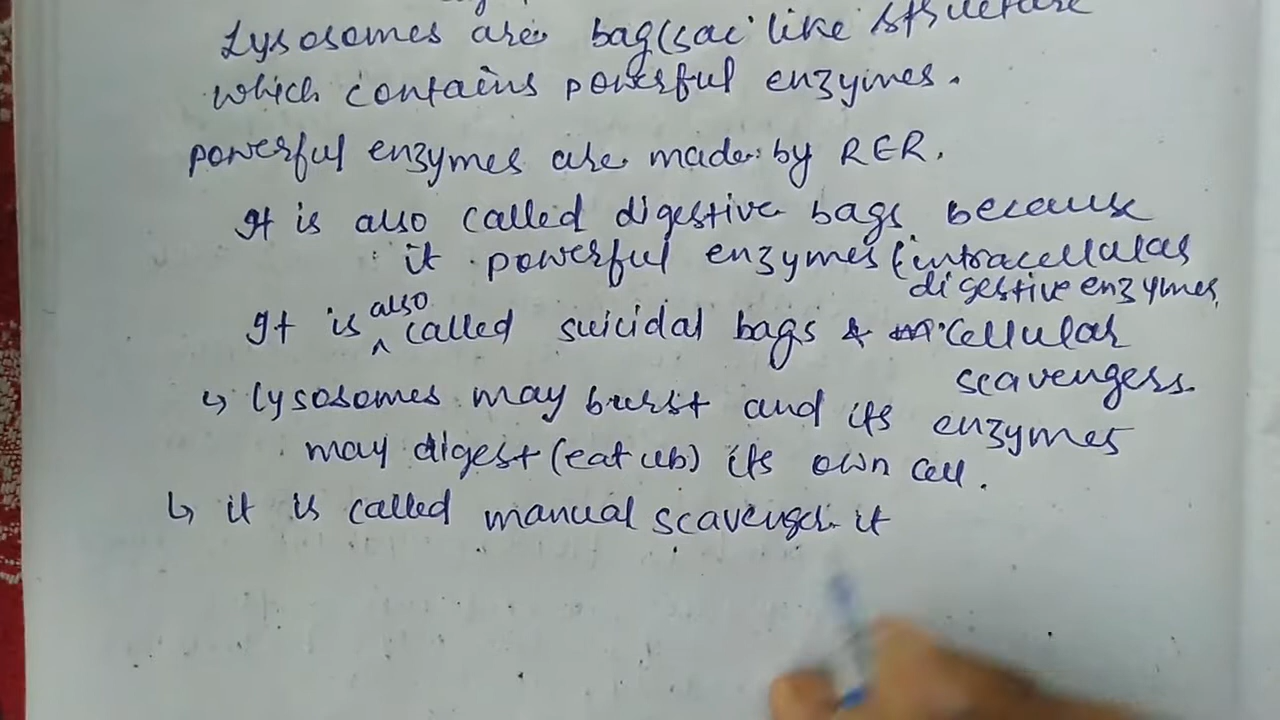 Lysosomes are bag(sac like structure
which contains powerful enzymes.
powerful enzymes are made by RER.
It is also called digestive bags because
it powerful enzymes (intracellular
digestive enzymes,
It is also called suicidal bags & cellular
scavengers.
↳ lysosomes may burst and its enzymes
may digest (eat up) its own cell.
↳ it is called manual scavenger it